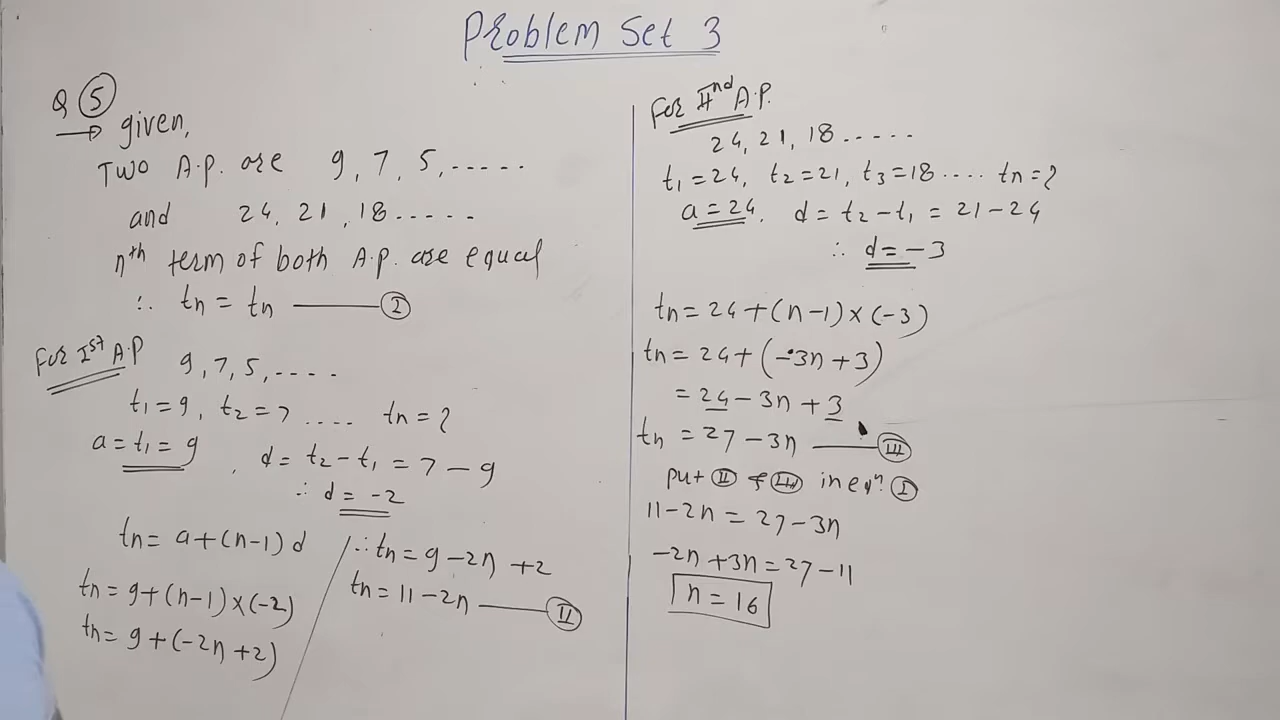 Problem Set 3
Q 5
→ given,
Two A.P. are 9, 7, 5, .....
and 24, 21, 18 .....
nth term of both A.P. are equal
∴ tn = tn —— I
For Ist A.P
9, 7, 5, ....
t1 = 9, t2 = 7 .... tn = ?
a = t1 = 9, d = t2 - t1 = 7 - 9
∴ d = -2
tn = a + (n-1) d
tn = 9 + (n-1) x (-2)
tn = 9 + (-2n + 2)
∴ tn = 9 - 2n + 2
tn = 11 - 2n —— II
For IInd A.P.
24, 21, 18 .....
t1 = 24, t2 = 21, t3 = 18 .... tn = ?
a = 24, d = t2 - t1 = 21 - 24
∴ d = -3
tn = 24 + (n-1) x (-3)
tn = 24 + (-3n + 3)
= 24 - 3n + 3
tn = 27 - 3n —— III
put II & III in eqn. I
11 - 2n = 27 - 3n
-2n + 3n = 27 - 11
n = 16